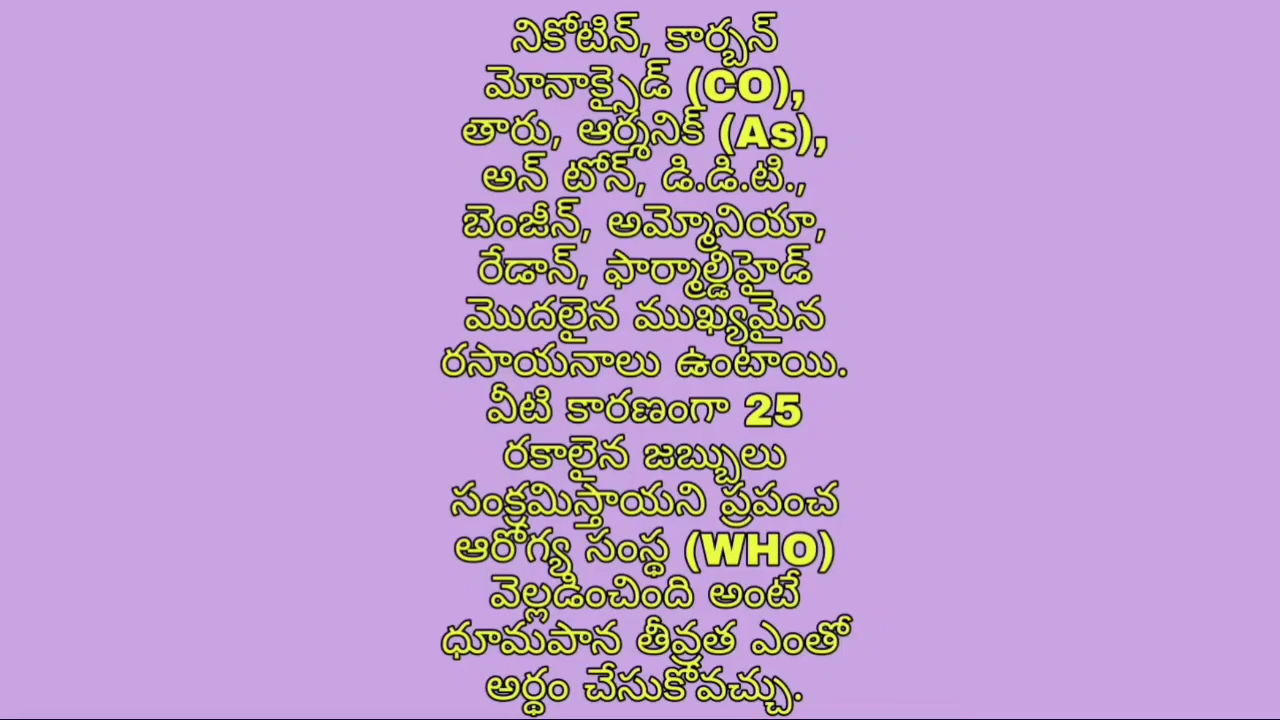 నికోటిన్, కార్బన్
మోనాక్సైడ్ (CO),
తారు, ఆర్శనిక్ (As),
అన్ టోన్, డి.డి.టి.,
బెంజీన్, అమ్మోనియా,
రేడాన్, ఫార్మాల్డిహైడ్
మొదలైన ముఖ్యమైన
రసాయనాలు ఉంటాయి.
వీటి కారణంగా 25
రకాలైన జబ్బులు
సంక్రమిస్తాయని ప్రపంచ
ఆరోగ్య సంస్థ (WHO)
వెల్లడించింది అంటే
ధూమపాన తీవ్రత ఎంతో
అర్థం చేసుకోవచ్చు.